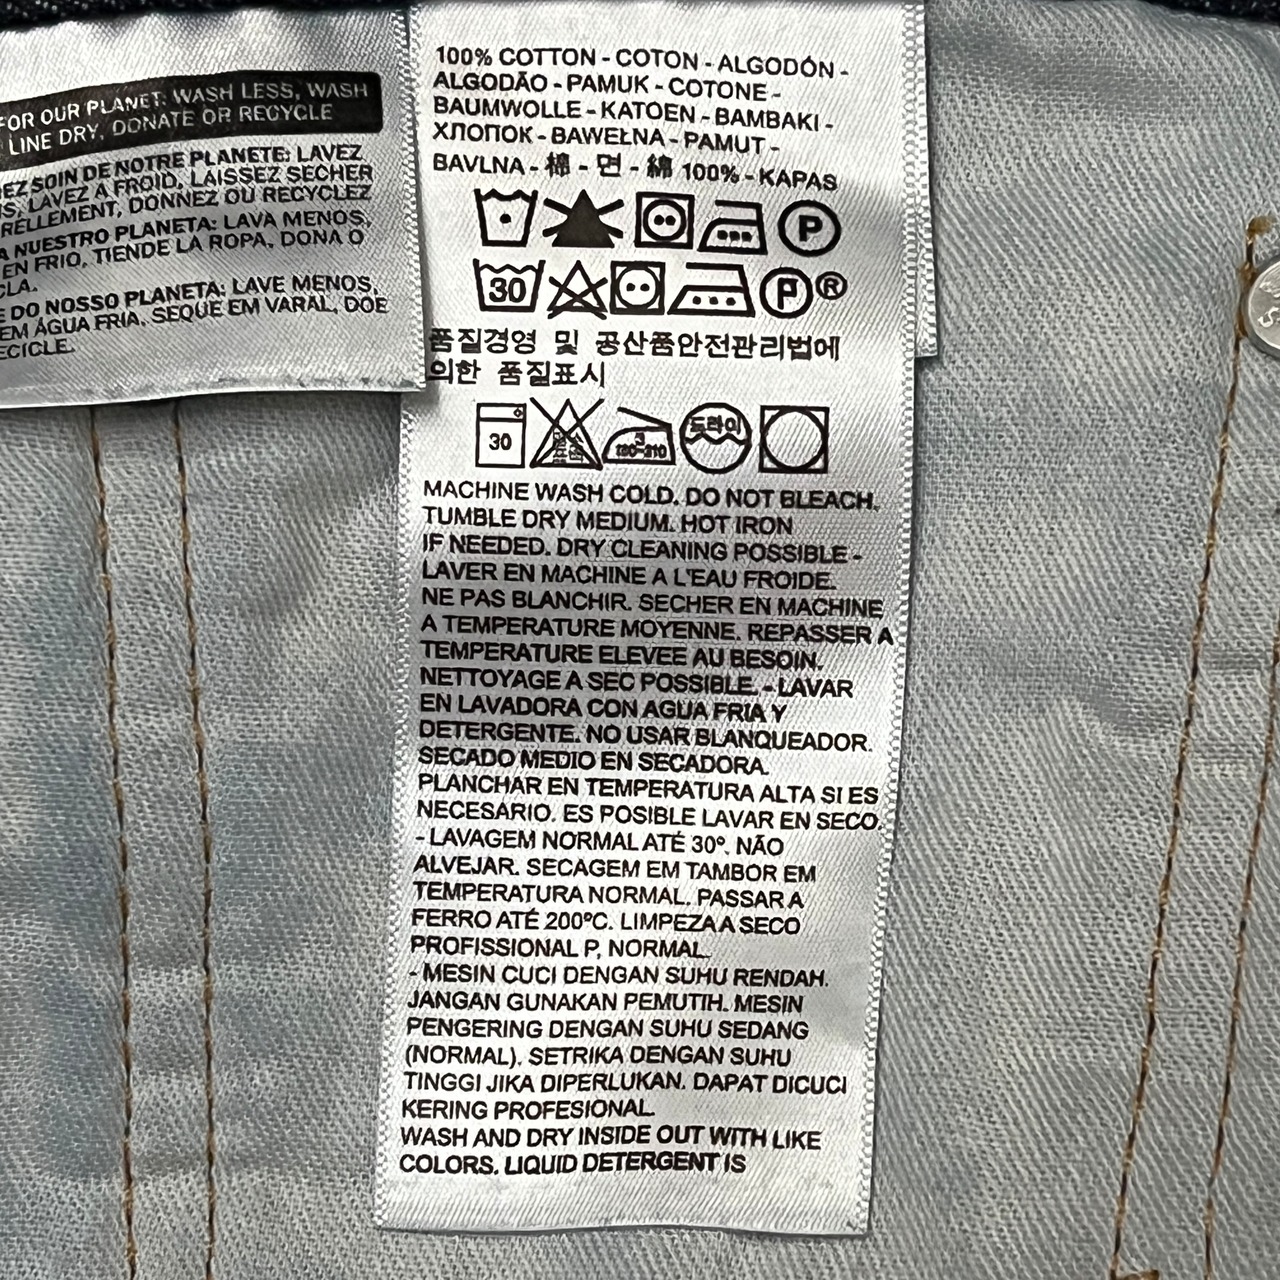 FOR OUR PLANET: WASH LESS, WASH
LINE DRY, DONATE OR RECYCLE
SOIN DE NOTRE PLANETE: LAVEZ
LAVEZ A FROID, LAISSEZ SECHER
DONNEZ OU RECYCLEZ
A NUESTRO PLANETA: LAVA MENOS,
EN FRIO, TIENDE LA ROPA, DONA O
DO NOSSO PLANETA: LAVE MENOS,
EM ÁGUA FRIA, SEQUE EM VARAL, DOE
100% COTTON - COTON - ALGODÓN -
ALGODÃO - PAMUK - COTONE -
BAUMWOLLE - KATOEN - BAMBAKI -
ХЛОПОК - BAWEŁNA - PAMUT -
BAVLNA - 棉 - 면 - 綿 100% - KAPAS
P
30 P®
품질경영 및 공산품안전관리법에
의한 품질표시
30 3 180-210 드라이
MACHINE WASH COLD. DO NOT BLEACH.
TUMBLE DRY MEDIUM. HOT IRON
IF NEEDED. DRY CLEANING POSSIBLE -
LAVER EN MACHINE A L'EAU FROIDE.
NE PAS BLANCHIR. SECHER EN MACHINE
A TEMPERATURE MOYENNE. REPASSER A
TEMPERATURE ELEVEE AU BESOIN.
NETTOYAGE A SEC POSSIBLE. - LAVAR
EN LAVADORA CON AGUA FRIA Y
DETERGENTE. NO USAR BLANQUEADOR.
SECADO MEDIO EN SECADORA.
PLANCHAR EN TEMPERATURA ALTA SI ES
NECESARIO. ES POSIBLE LAVAR EN SECO.
- LAVAGEM NORMAL ATÉ 30º. NÃO
ALVEJAR. SECAGEM EM TAMBOR EM
TEMPERATURA NORMAL. PASSAR A
FERRO ATÉ 200ºC. LIMPEZA A SECO
PROFISSIONAL P, NORMAL.
- MESIN CUCI DENGAN SUHU RENDAH.
JANGAN GUNAKAN PEMUTIH. MESIN
PENGERING DENGAN SUHU SEDANG
(NORMAL). SETRIKA DENGAN SUHU
TINGGI JIKA DIPERLUKAN. DAPAT DICUCI
KERING PROFESIONAL.
WASH AND DRY INSIDE OUT WITH LIKE
COLORS. LIQUID DETERGENT IS